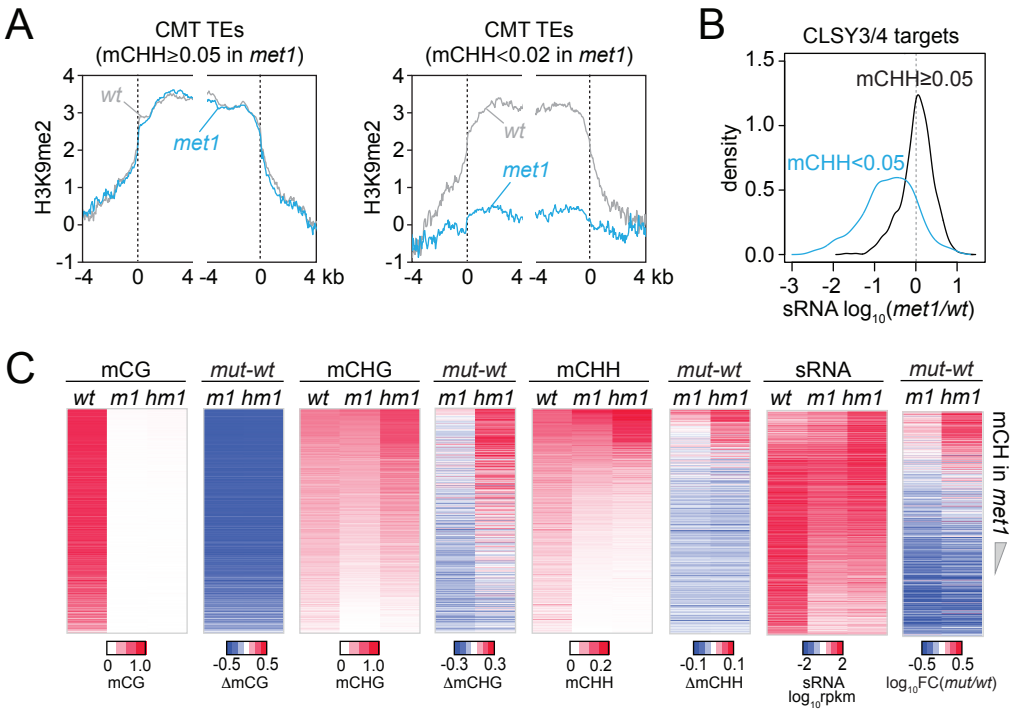 A
CMT TEs
(mCHH≥0.05 in met1)
H3K9me2
4
3
2
1
0
-1
wt
met1
-4 0 4 -4 0 4 kb
CMT TEs
(mCHH<0.02 in met1)
H3K9me2
4
3
2
1
0
-1
wt
met1
-4 0 4 -4 0 4 kb
B
CLSY3/4 targets
density
1.5
1.0
0.5
0.0
mCHH≥0.05
mCHH<0.05
-3 -2 -1 0 1
sRNA log10(met1/wt)
C
mCG mut-wt mCHG mut-wt mCHH mut-wt sRNA mut-wt
wt m1 hm1 m1 hm1 wt m1 hm1 m1 hm1 wt m1 hm1 m1 hm1 wt m1 hm1 m1 hm1
mCH in met1
0 1.0 -0.5 0.5 0 1.0 -0.3 0.3 0 0.2 -0.1 0.1 -2 2 -0.5 0.5
mCG ΔmCG mCHG ΔmCHG mCHH ΔmCHH sRNA log10FC(mut/wt)
log10rpkm